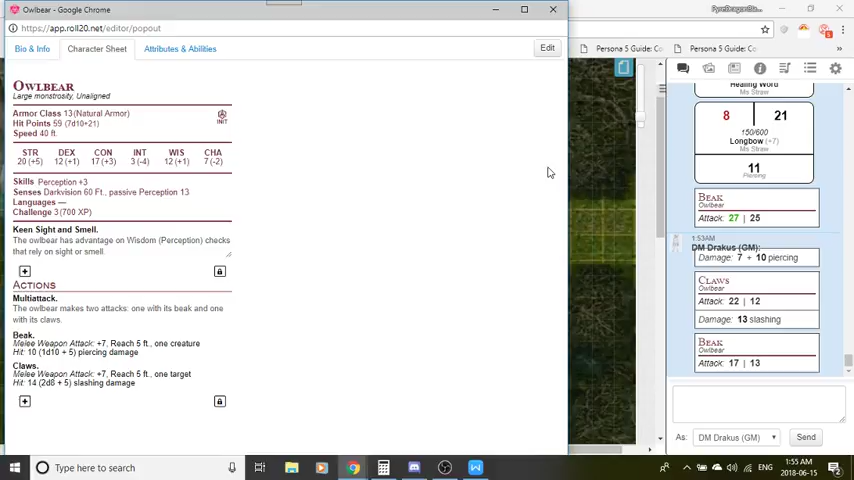 Owlbear - Google Chrome
https://app.roll20.net/editor/popout
Bio & Info
Character Sheet
Attributes & Abilities
Edit
OWLBEAR
Large monstrosity, Unaligned
Armor Class 13 (Natural Armor)
INIT
Hit Points 59 (7d10+21)
Speed 40 ft.
STR DEX CON INT WIS CHA
20 (+5) 12 (+1) 17 (+3) 3 (-4) 12 (+1) 7 (-2)
Skills Perception +3
Senses Darkvision 60 Ft., passive Perception 13
Languages —
Challenge 3 (700 XP)
Keen Sight and Smell.
The owlbear has advantage on Wisdom (Perception) checks
that rely on sight or smell.
ACTIONS
Multiattack.
The owlbear makes two attacks: one with its beak and one
with its claws.
Beak.
Melee Weapon Attack: +7, Reach 5 ft., one creature
Hit: 10 (1d10 + 5) piercing damage
Claws.
Melee Weapon Attack: +7, Reach 5 ft., one target
Hit: 14 (2d8 + 5) slashing damage
Persona 5 Guide: Co
Persona 5 Guide: Co
Healing Word
Ms Straw
8 21
150/600
Longbow (+7)
Ms Straw
11
Piercing
BEAK
Owlbear
Attack: 27 | 25
1:53AM
DM Drakus (GM):
Damage: 7 + 10 piercing
CLAWS
Owlbear
Attack: 22 | 12
Damage: 13 slashing
BEAK
Owlbear
Attack: 17 | 13
As:
DM Drakus (GM)
Send
Type here to search
ENG
1:55 AM
2018-06-15